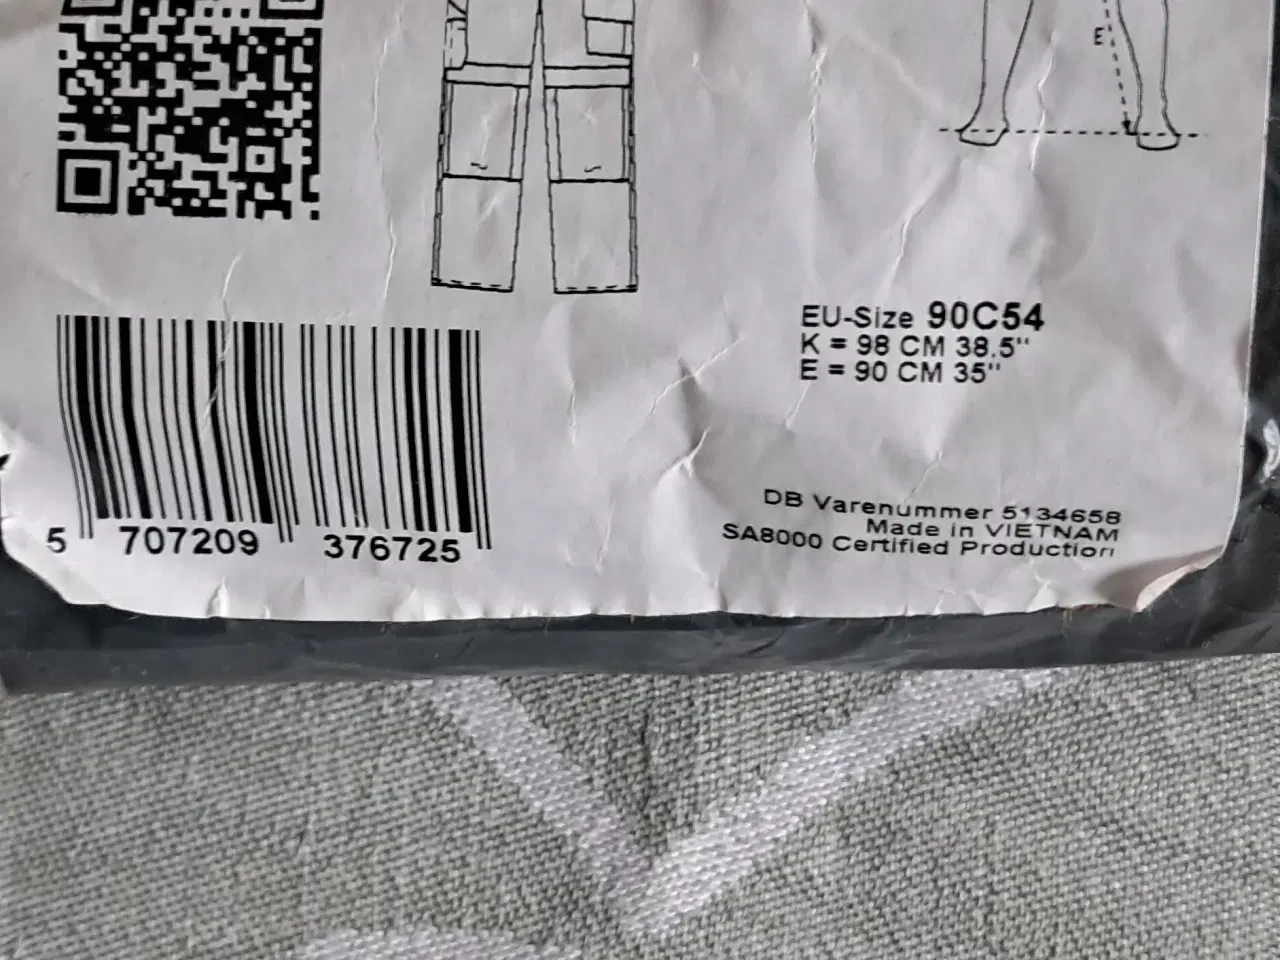 E
EU-Size 90C54
K = 98 CM 38.5"
E = 90 CM 35"
DB Varenummer 5134658
Made in VIETNAM
SA8000 Certified Production
5 707209 376725